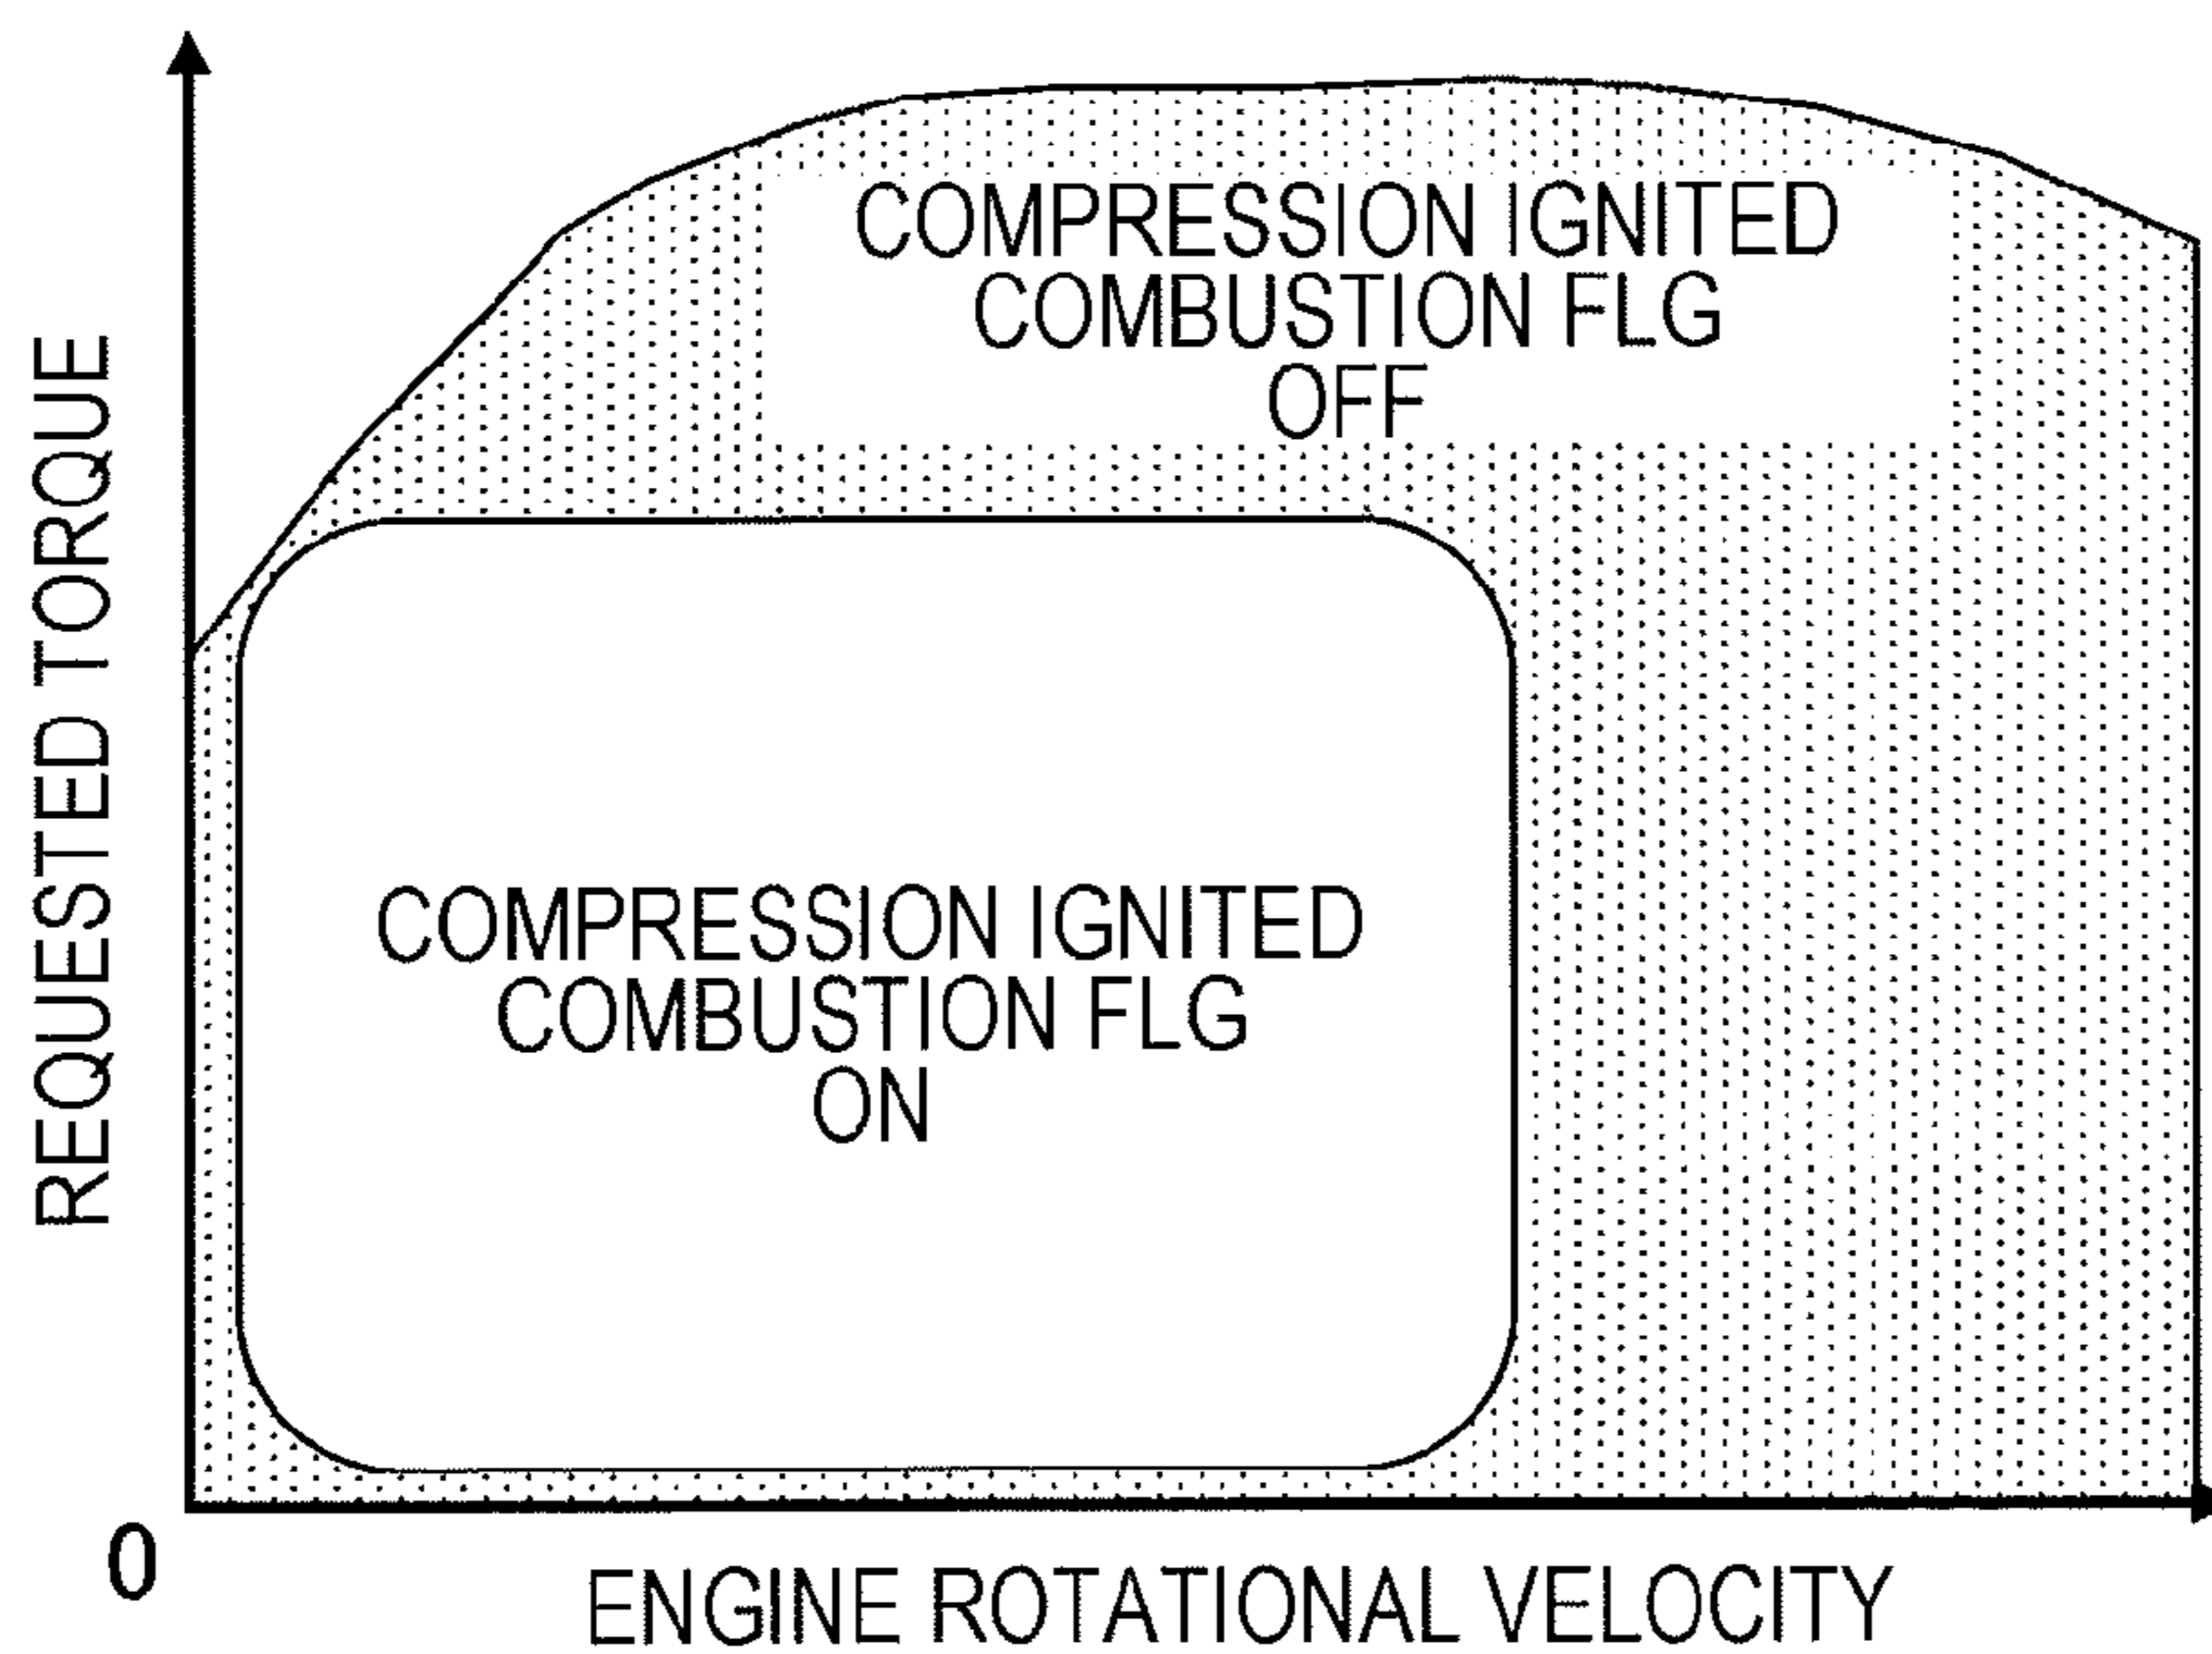 REQUESTED TORQUE
COMPRESSION IGNITED
COMBUSTION FLG
OFF
COMPRESSION IGNITED
COMBUSTION FLG
ON
0
ENGINE ROTATIONAL VELOCITY